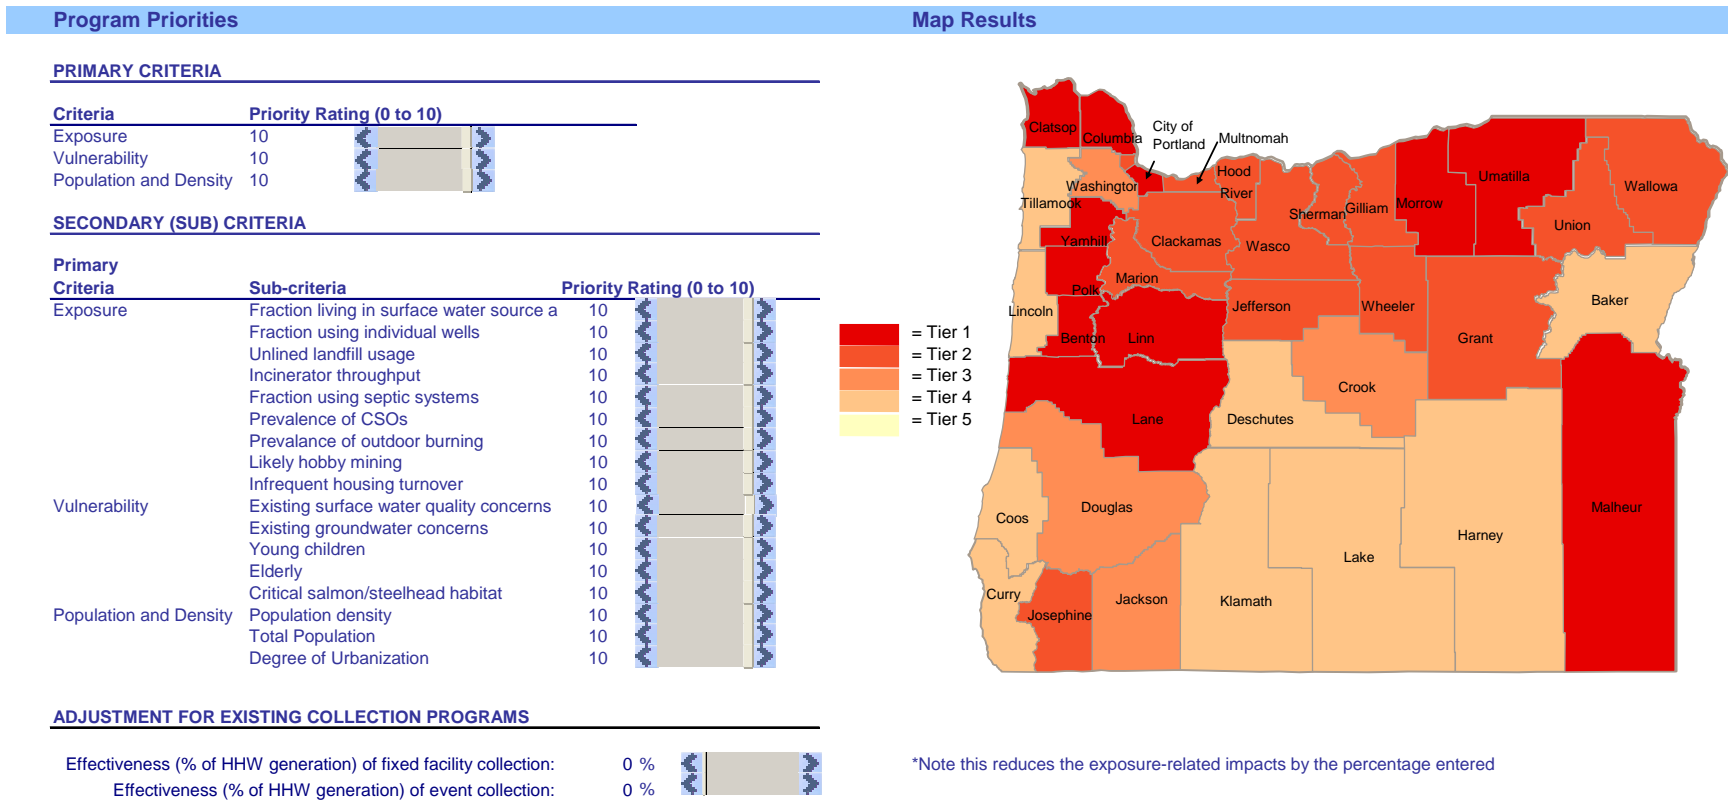 Program Priorities
Map Results
PRIMARY CRITERIA
Criteria Priority Rating (0 to 10)
Exposure 10
Vulnerability 10
Population and Density 10
SECONDARY (SUB) CRITERIA
Primary
Criteria Sub-criteria Priority Rating (0 to 10)
Exposure Fraction living in surface water source a 10
Fraction using individual wells 10
Unlined landfill usage 10
Incinerator throughput 10
Fraction using septic systems 10
Prevalence of CSOs 10
Prevalance of outdoor burning 10
Likely hobby mining 10
Infrequent housing turnover 10
Vulnerability Existing surface water quality concerns 10
Existing groundwater concerns 10
Young children 10
Elderly 10
Critical salmon/steelhead habitat 10
Population and Density Population density 10
Total Population 10
Degree of Urbanization 10
ADJUSTMENT FOR EXISTING COLLECTION PROGRAMS
Effectiveness (% of HHW generation) of fixed facility collection: 0 %
Effectiveness (% of HHW generation) of event collection: 0 %
= Tier 1
= Tier 2
= Tier 3
= Tier 4
= Tier 5
Clatsop
Columbia
City of
Portland
Multnomah
Washington
Tillamook
Hood
River
Sherman
Gilliam
Morrow
Umatilla
Wallowa
Union
Yamhill
Clackamas
Wasco
Marion
Polk
Lincoln
Jefferson
Wheeler
Baker
Benton
Linn
Grant
Crook
Lane
Deschutes
Douglas
Coos
Malheur
Harney
Lake
Curry
Josephine
Jackson
Klamath
*Note this reduces the exposure-related impacts by the percentage entered